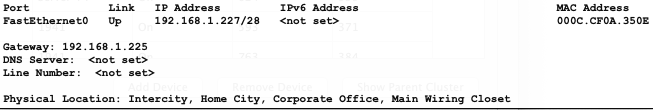 Port Link IP Address IPv6 Address MAC Address
FastEthernet0 Up 192.168.1.227/28 <not set> 000C.CF0A.350E
Gateway: 192.168.1.225
DNS Server: <not set>
Line Number: <not set>
Physical Location: Intercity, Home City, Corporate Office, Main Wiring Closet